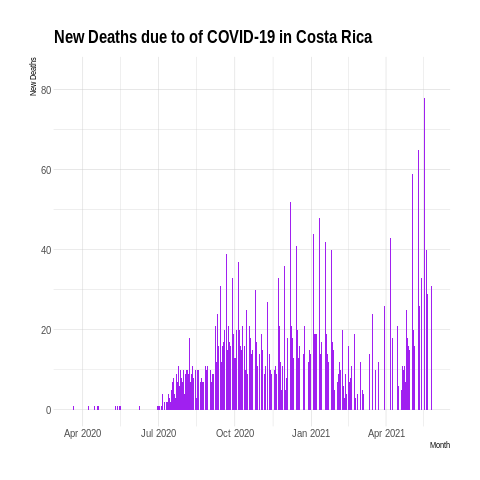 New Deaths due to of COVID-19 in Costa Rica
New Deaths
80
60
40
20
0
Apr 2020 Jul 2020 Oct 2020 Jan 2021 Apr 2021
Month